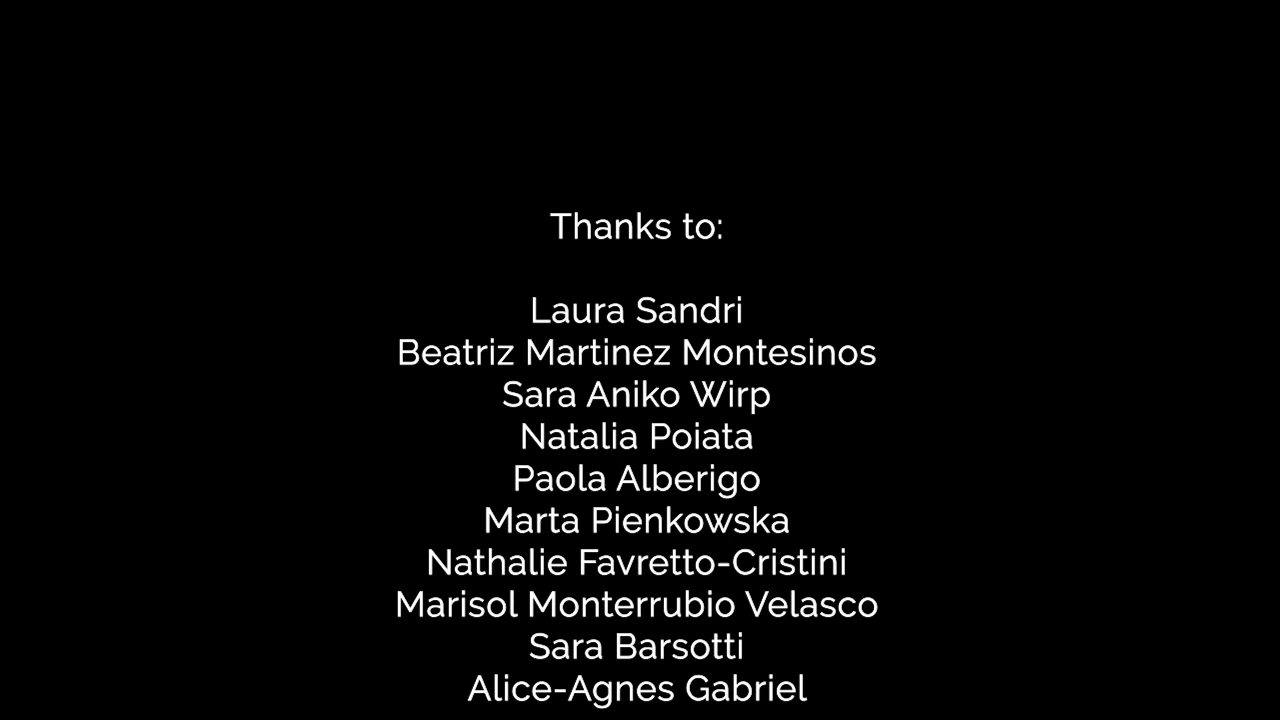 Thanks to:
Laura Sandri
Beatriz Martinez Montesinos
Sara Aniko Wirp
Natalia Poiata
Paola Alberigo
Marta Pienkowska
Nathalie Favretto-Cristini
Marisol Monterrubio Velasco
Sara Barsotti
Alice-Agnes Gabriel